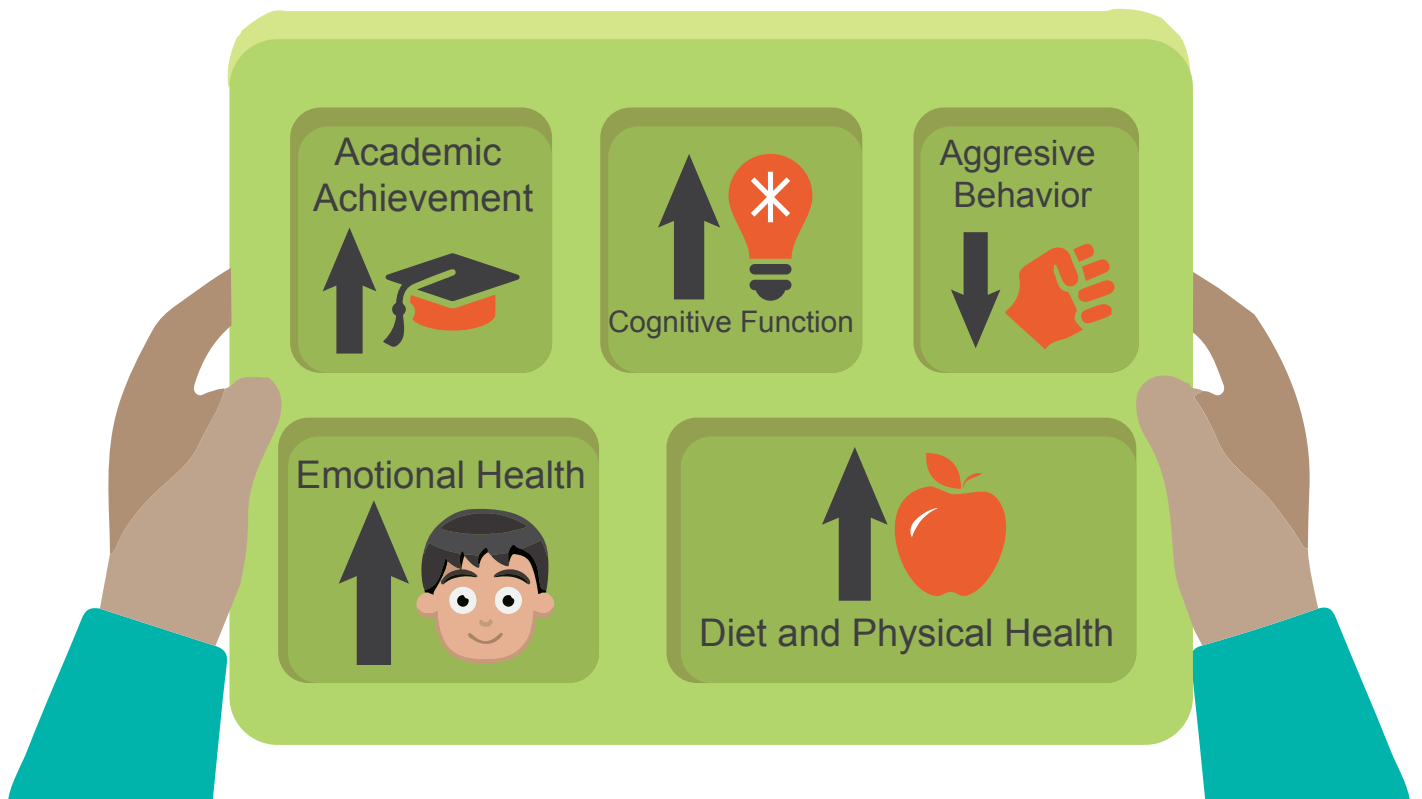 Academic
Achievement
Cognitive Function
Aggresive
Behavior
Emotional Health
Diet and Physical Health